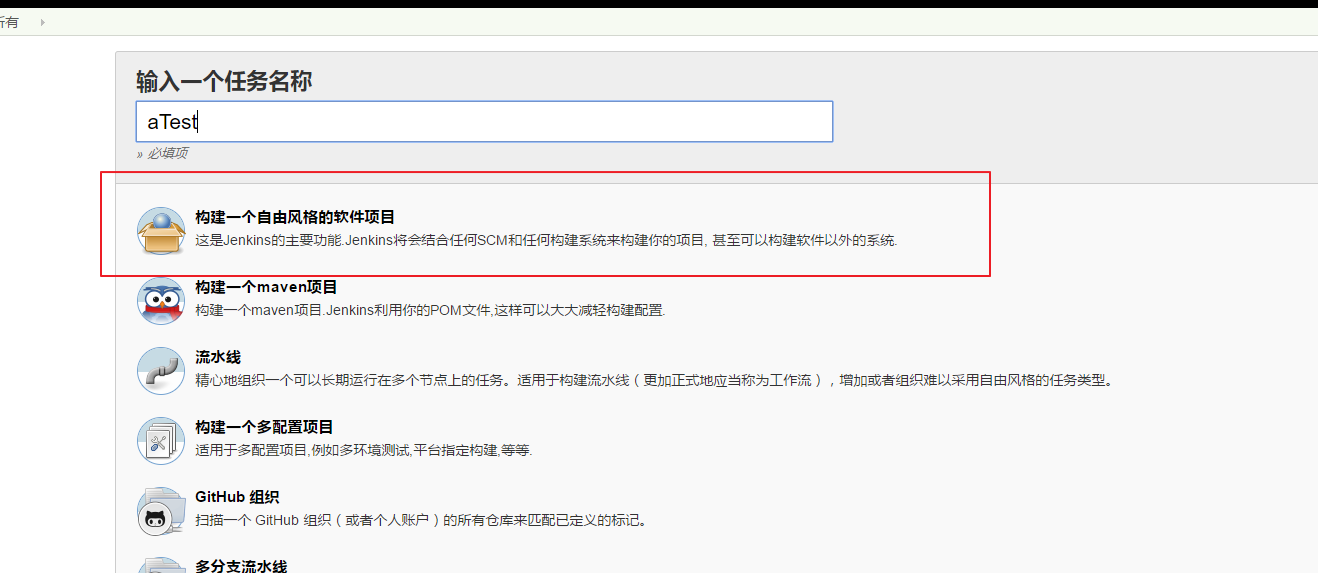 所有
输入一个任务名称
aTest
» 必填项
构建一个自由风格的软件项目
这是Jenkins的主要功能.Jenkins将会结合任何SCM和任何构建系统来构建你的项目, 甚至可以构建软件以外的系统.
构建一个maven项目
构建一个maven项目.Jenkins利用你的POM文件,这样可以大大减轻构建配置.
流水线
精心地组织一个可以长期运行在多个节点上的任务。适用于构建流水线（更加正式地应当称为工作流），增加或者组织难以采用自由风格的任务类型。
构建一个多配置项目
适用于多配置项目,例如多环境测试,平台指定构建,等等.
GitHub 组织
扫描一个 GitHub 组织（或者个人账户）的所有仓库来匹配已定义的标记。
多分支流水线